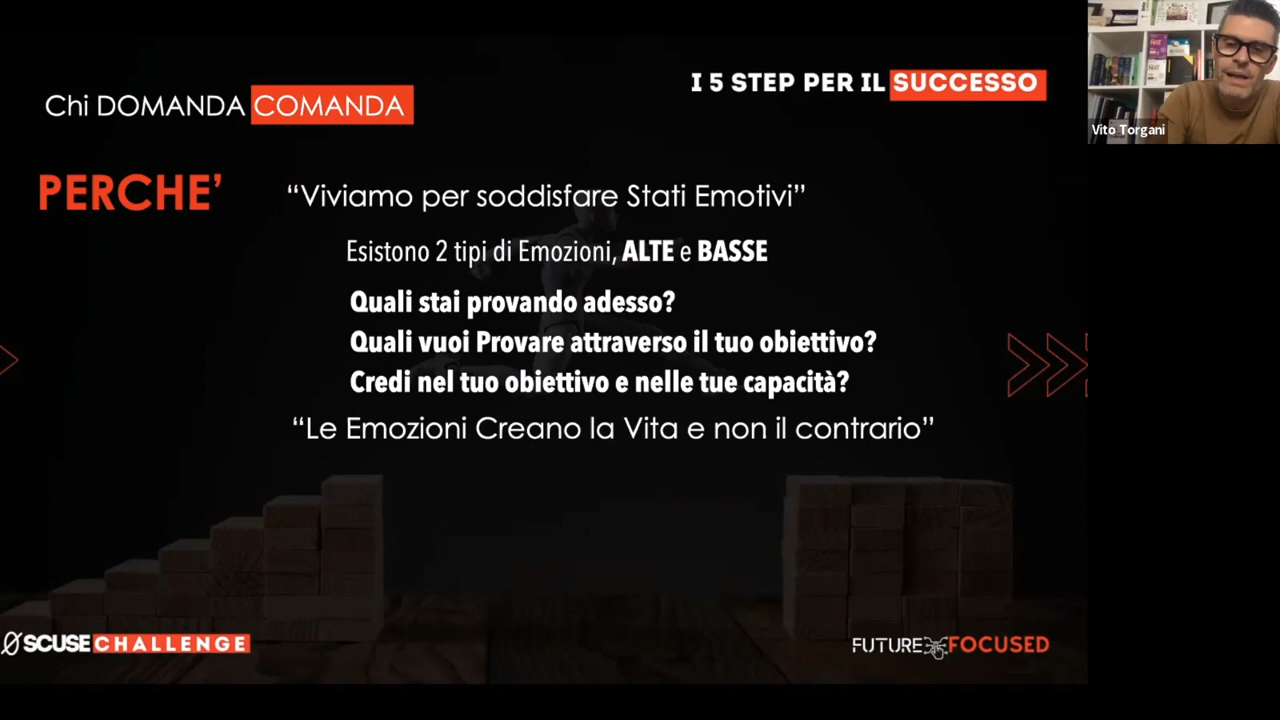 Chi DOMANDA COMANDA
I 5 STEP PER IL SUCCESSO
Vito Torgani
PERCHE’
“Viviamo per soddisfare Stati Emotivi”
Esistono 2 tipi di Emozioni, ALTE e BASSE
Quali stai provando adesso?
Quali vuoi Provare attraverso il tuo obiettivo?
Credi nel tuo obiettivo e nelle tue capacità?
“Le Emozioni Creano la Vita e non il contrario”
ØSCUSECHALLENGE
FUTURE FOCUSED